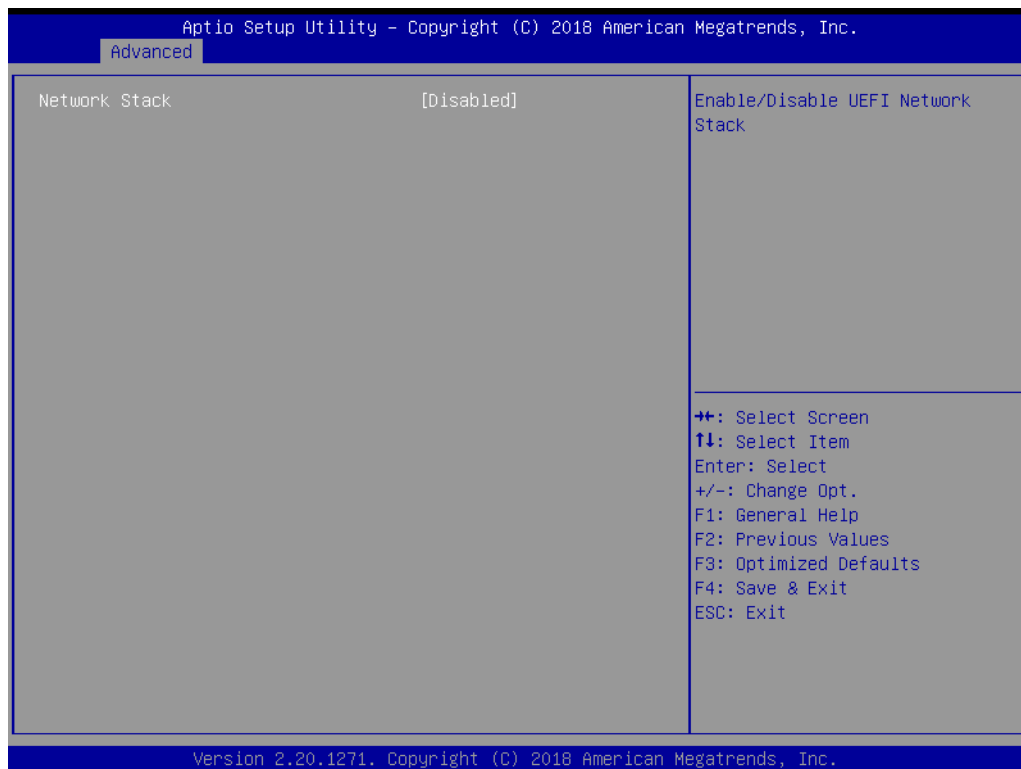 Aptio Setup Utility – Copyright (C) 2018 American Megatrends, Inc.
Advanced
Network Stack [Disabled]
Enable/Disable UEFI Network
Stack
→←: Select Screen
↑↓: Select Item
Enter: Select
+/-: Change Opt.
F1: General Help
F2: Previous Values
F3: Optimized Defaults
F4: Save & Exit
ESC: Exit
Version 2.20.1271. Copyright (C) 2018 American Megatrends, Inc.